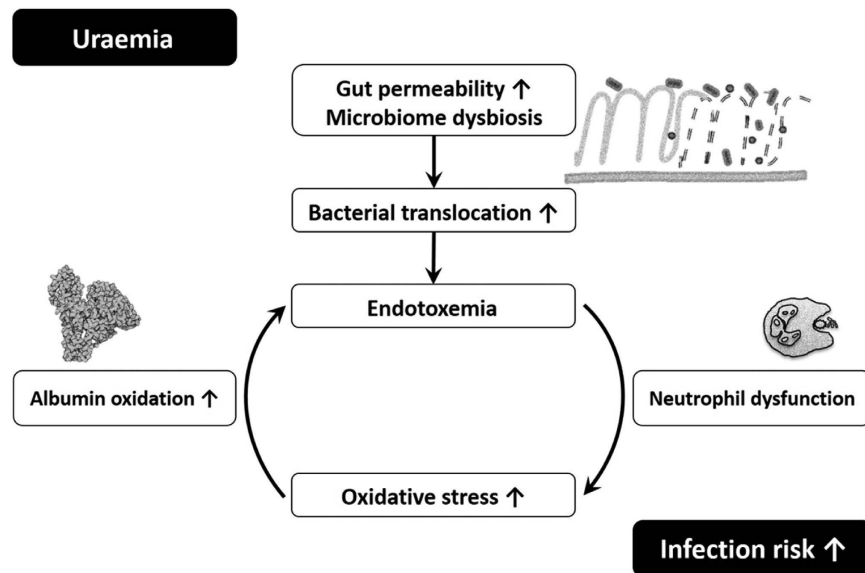 Uraemia
Gut permeability ↑
Microbiome dysbiosis
Bacterial translocation ↑
Endotoxemia
Albumin oxidation ↑
Neutrophil dysfunction
Oxidative stress ↑
Infection risk ↑